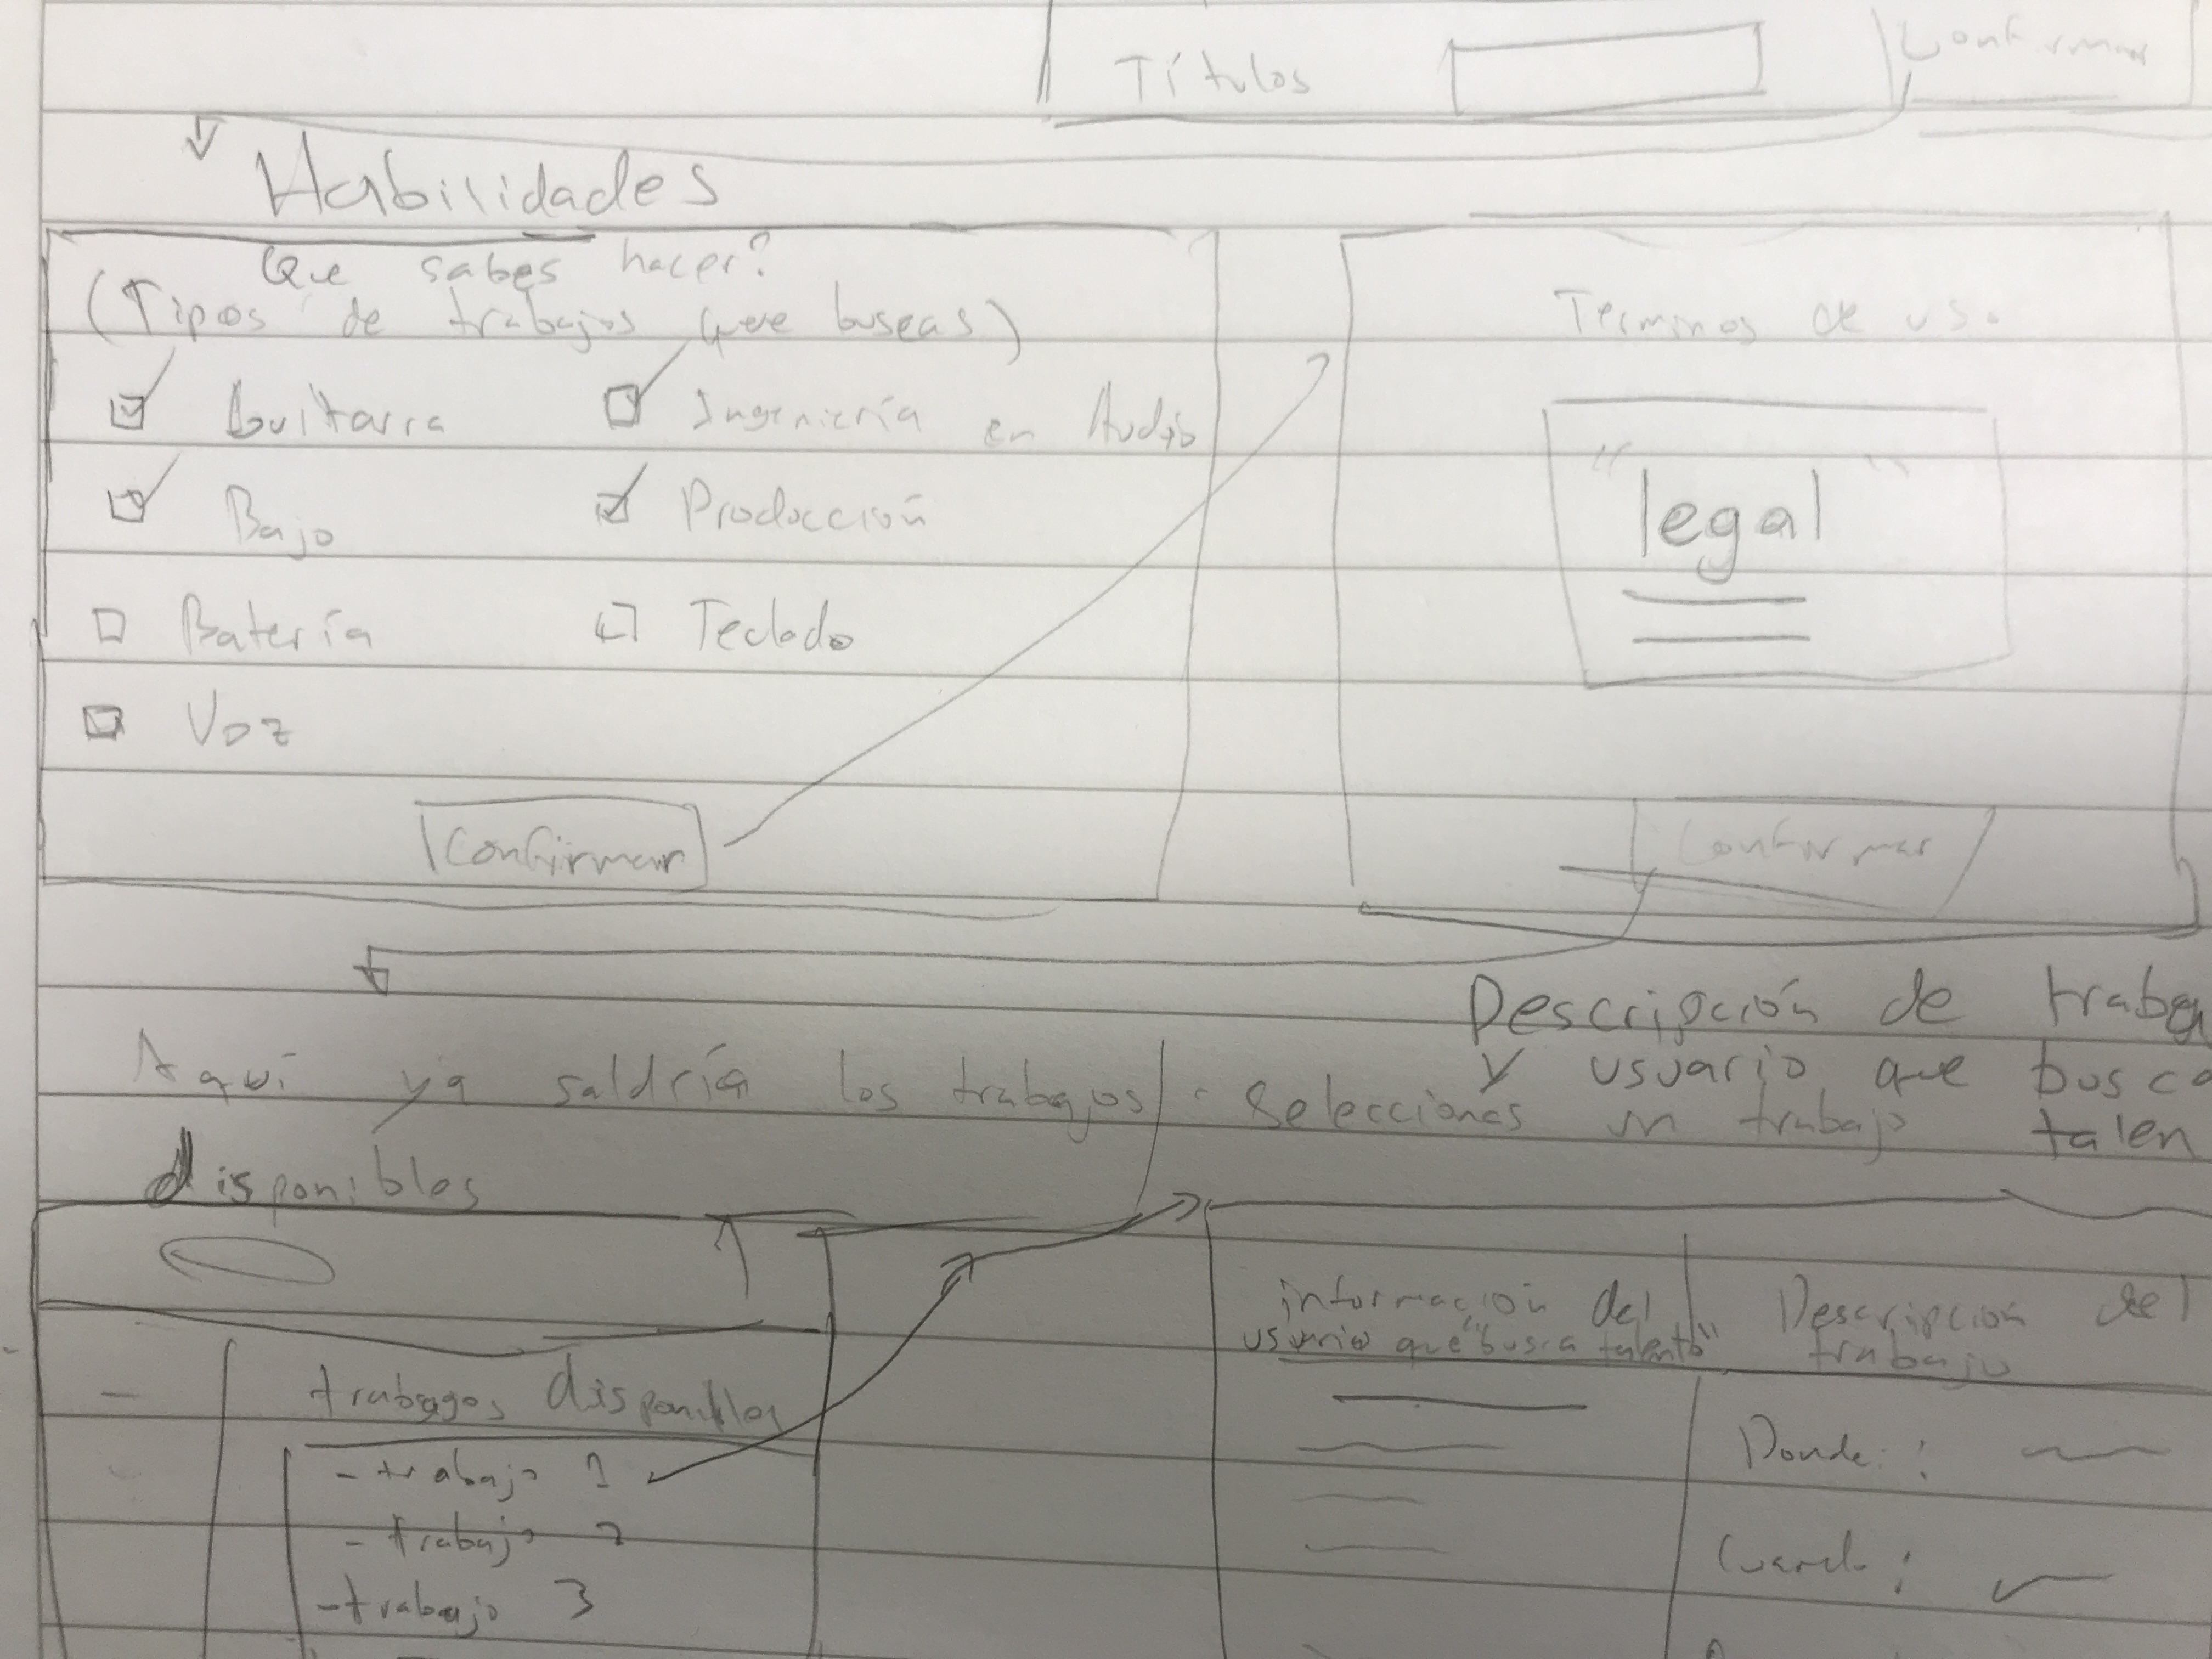 Títulos
Confirmar
Habilidades
Que sabes hacer?
(Tipos de trabajos que buscas)
Guitarra
Ingeniería en Audio
Bajo
Producción
Batería
Teclado
Voz
Confirmar
Terminos de uso
"legal"
Confirmar
Aquí ya saldría los trabajos
disponibles
Descripción de traba
y usuario que busca
talen
- Seleccionas un trabajo
trabajos disponibles
- trabajo 1
- trabajo 2
- trabajo 3
información del
usuario que "busca talento"
Descripción del
trabajo
Donde:
Cuando: